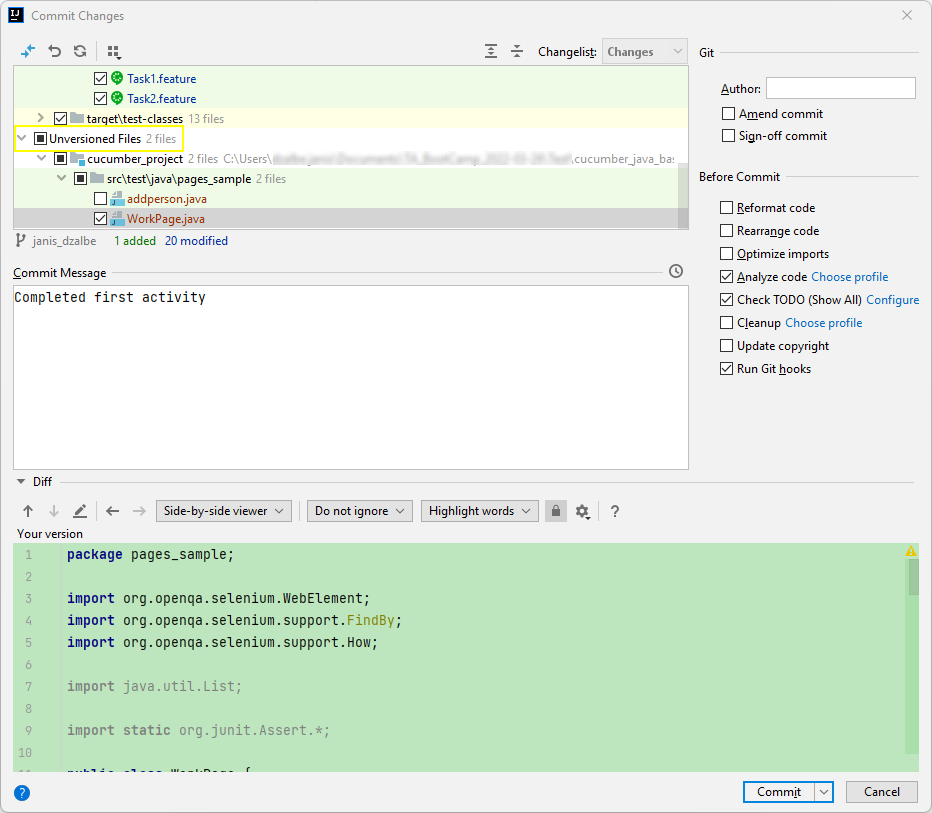 Commit Changes
Changelist: Changes
Git
Task1.feature
Task2.feature
target\test-classes 13 files
Unversioned Files 2 files
cucumber_project 2 files C:\Users\
\cucumber_java_bas
src\test\java\pages_sample 2 files
addperson.java
WorkPage.java
janis_dzalbe 1 added 20 modified
Author:
Amend commit
Sign-off commit
Before Commit
Reformat code
Rearrange code
Optimize imports
Analyze code Choose profile
Check TODO (Show All) Configure
Cleanup Choose profile
Update copyright
Run Git hooks
Commit Message
Completed first activity
Diff
Side-by-side viewer Do not ignore Highlight words ?
Your version
1 package pages_sample;
2
3 import org.openqa.selenium.WebElement;
4 import org.openqa.selenium.support.FindBy;
5 import org.openqa.selenium.support.How;
6
7 import java.util.List;
8
9 import static org.junit.Assert.*;
10
11 public class WorkPage {
? Commit Cancel